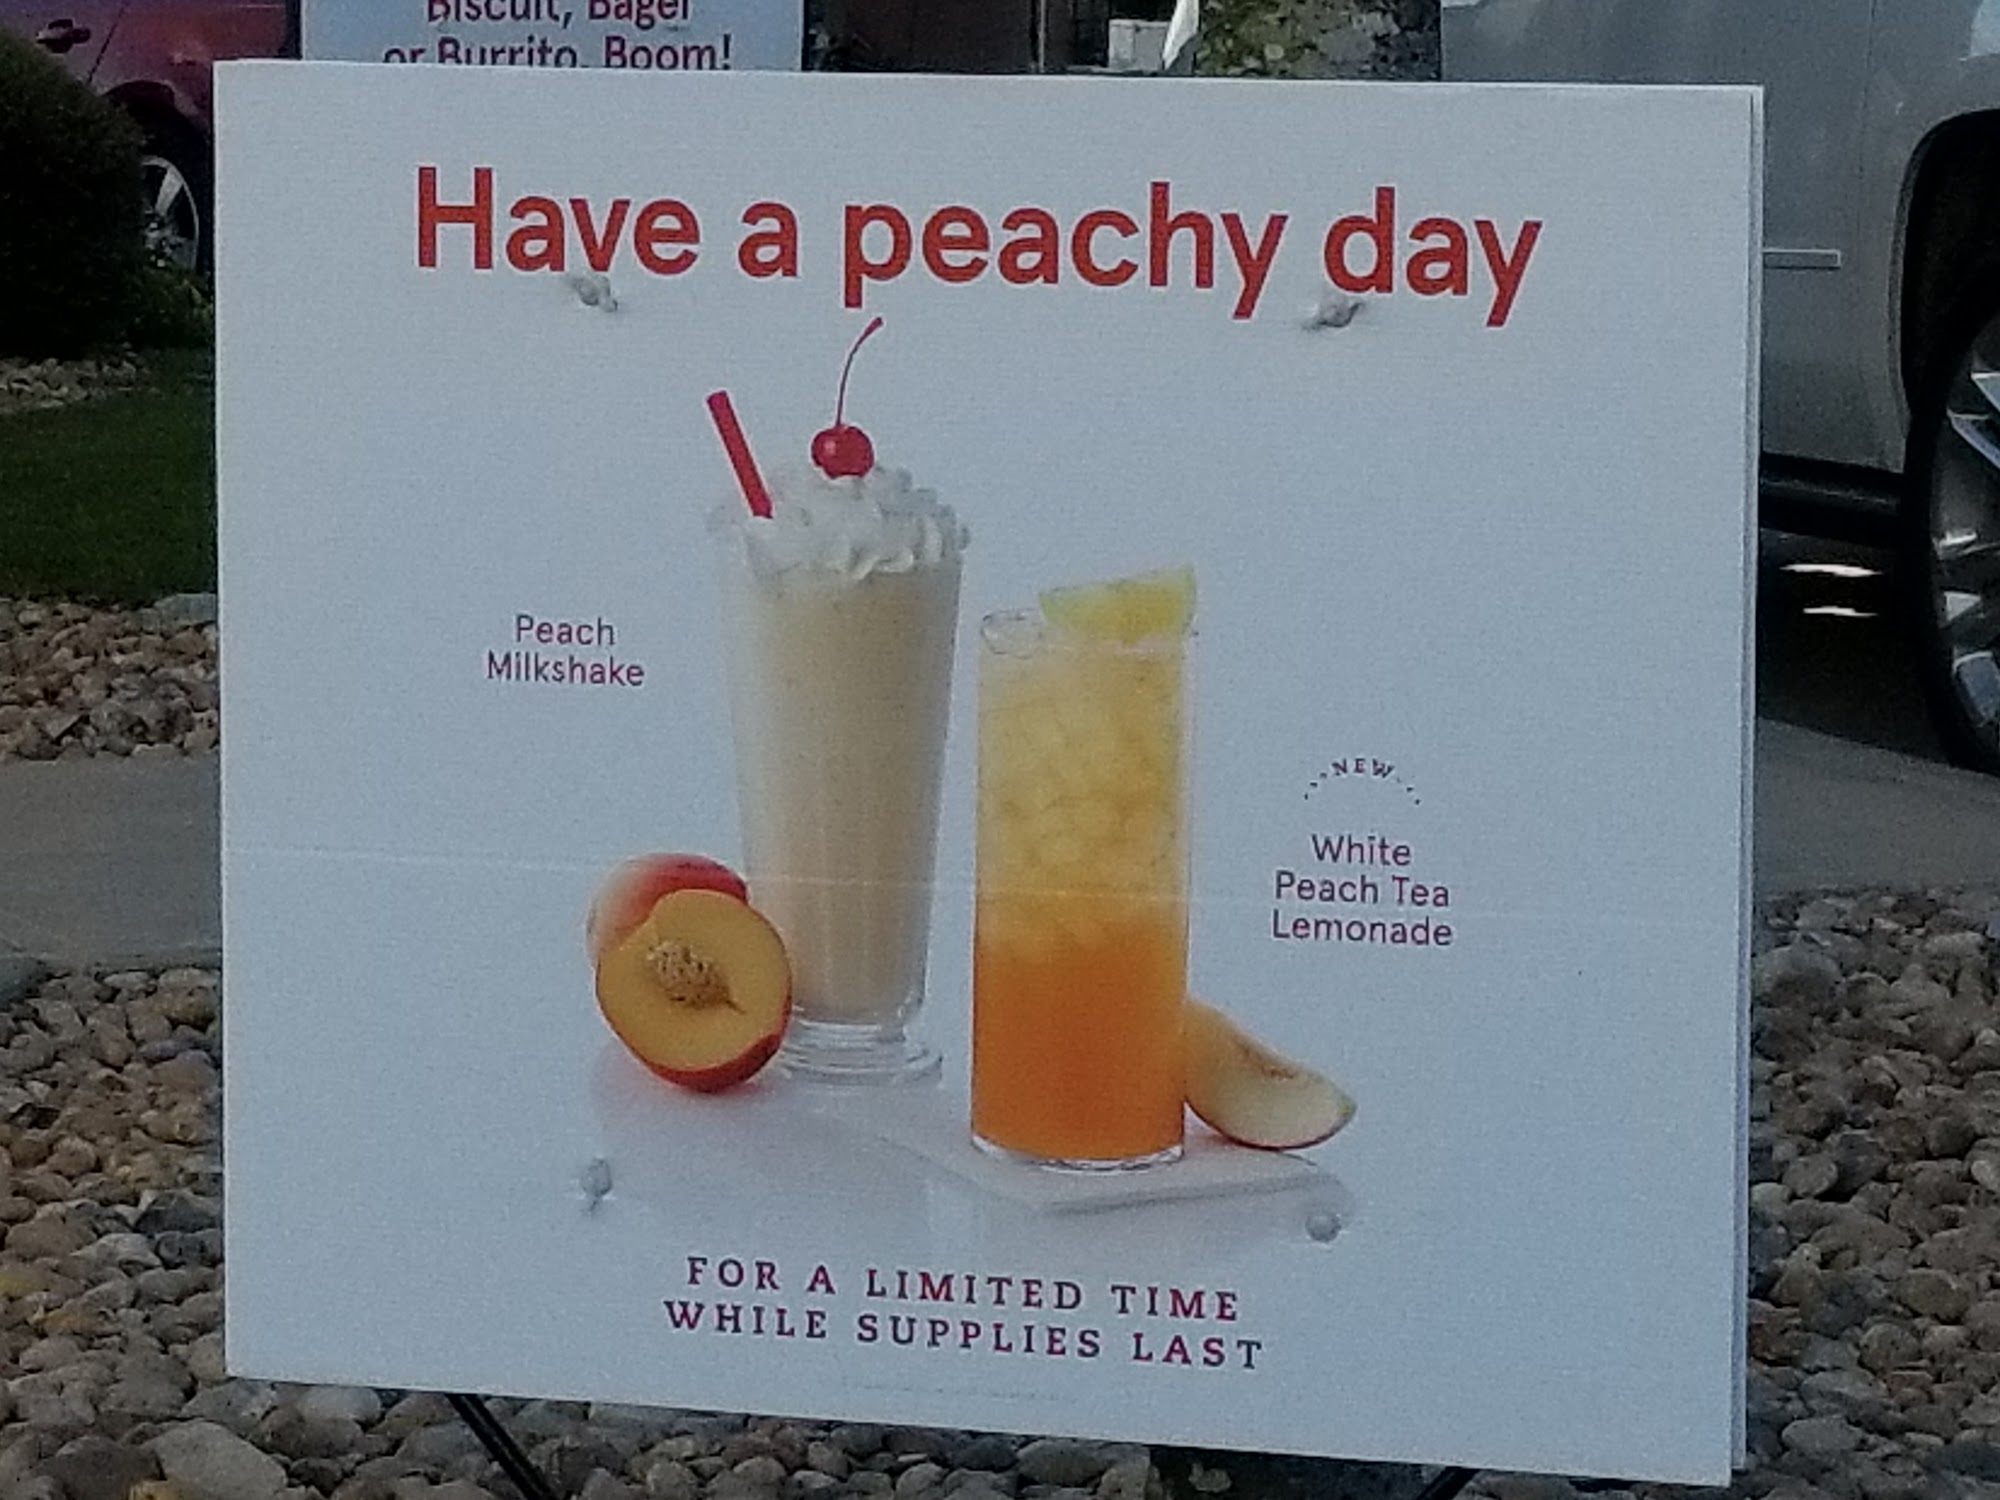 Biscuit, Bagel
or Burrito. Boom!
Have a peachy day
Peach
Milkshake
NEW
White
Peach Tea
Lemonade
FOR A LIMITED TIME
WHILE SUPPLIES LAST